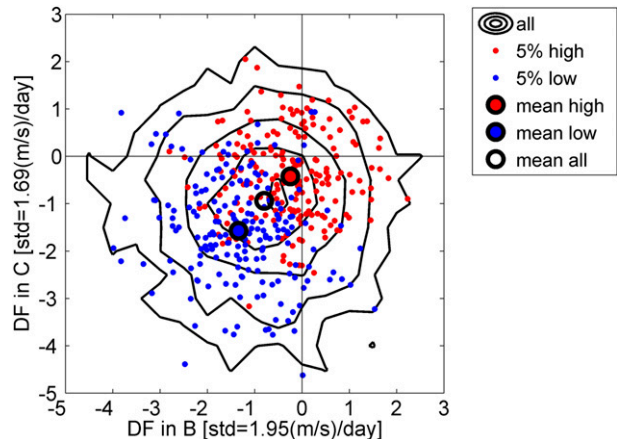 3
2
1
0
-1
-2
-3
-4
-5
-5
-4
-3
-2
-1
0
1
2
3
DF in C [std=1.69(m/s)/day]
DF in B [std=1.95(m/s)/day]
all
5% high
5% low
mean high
mean low
mean all